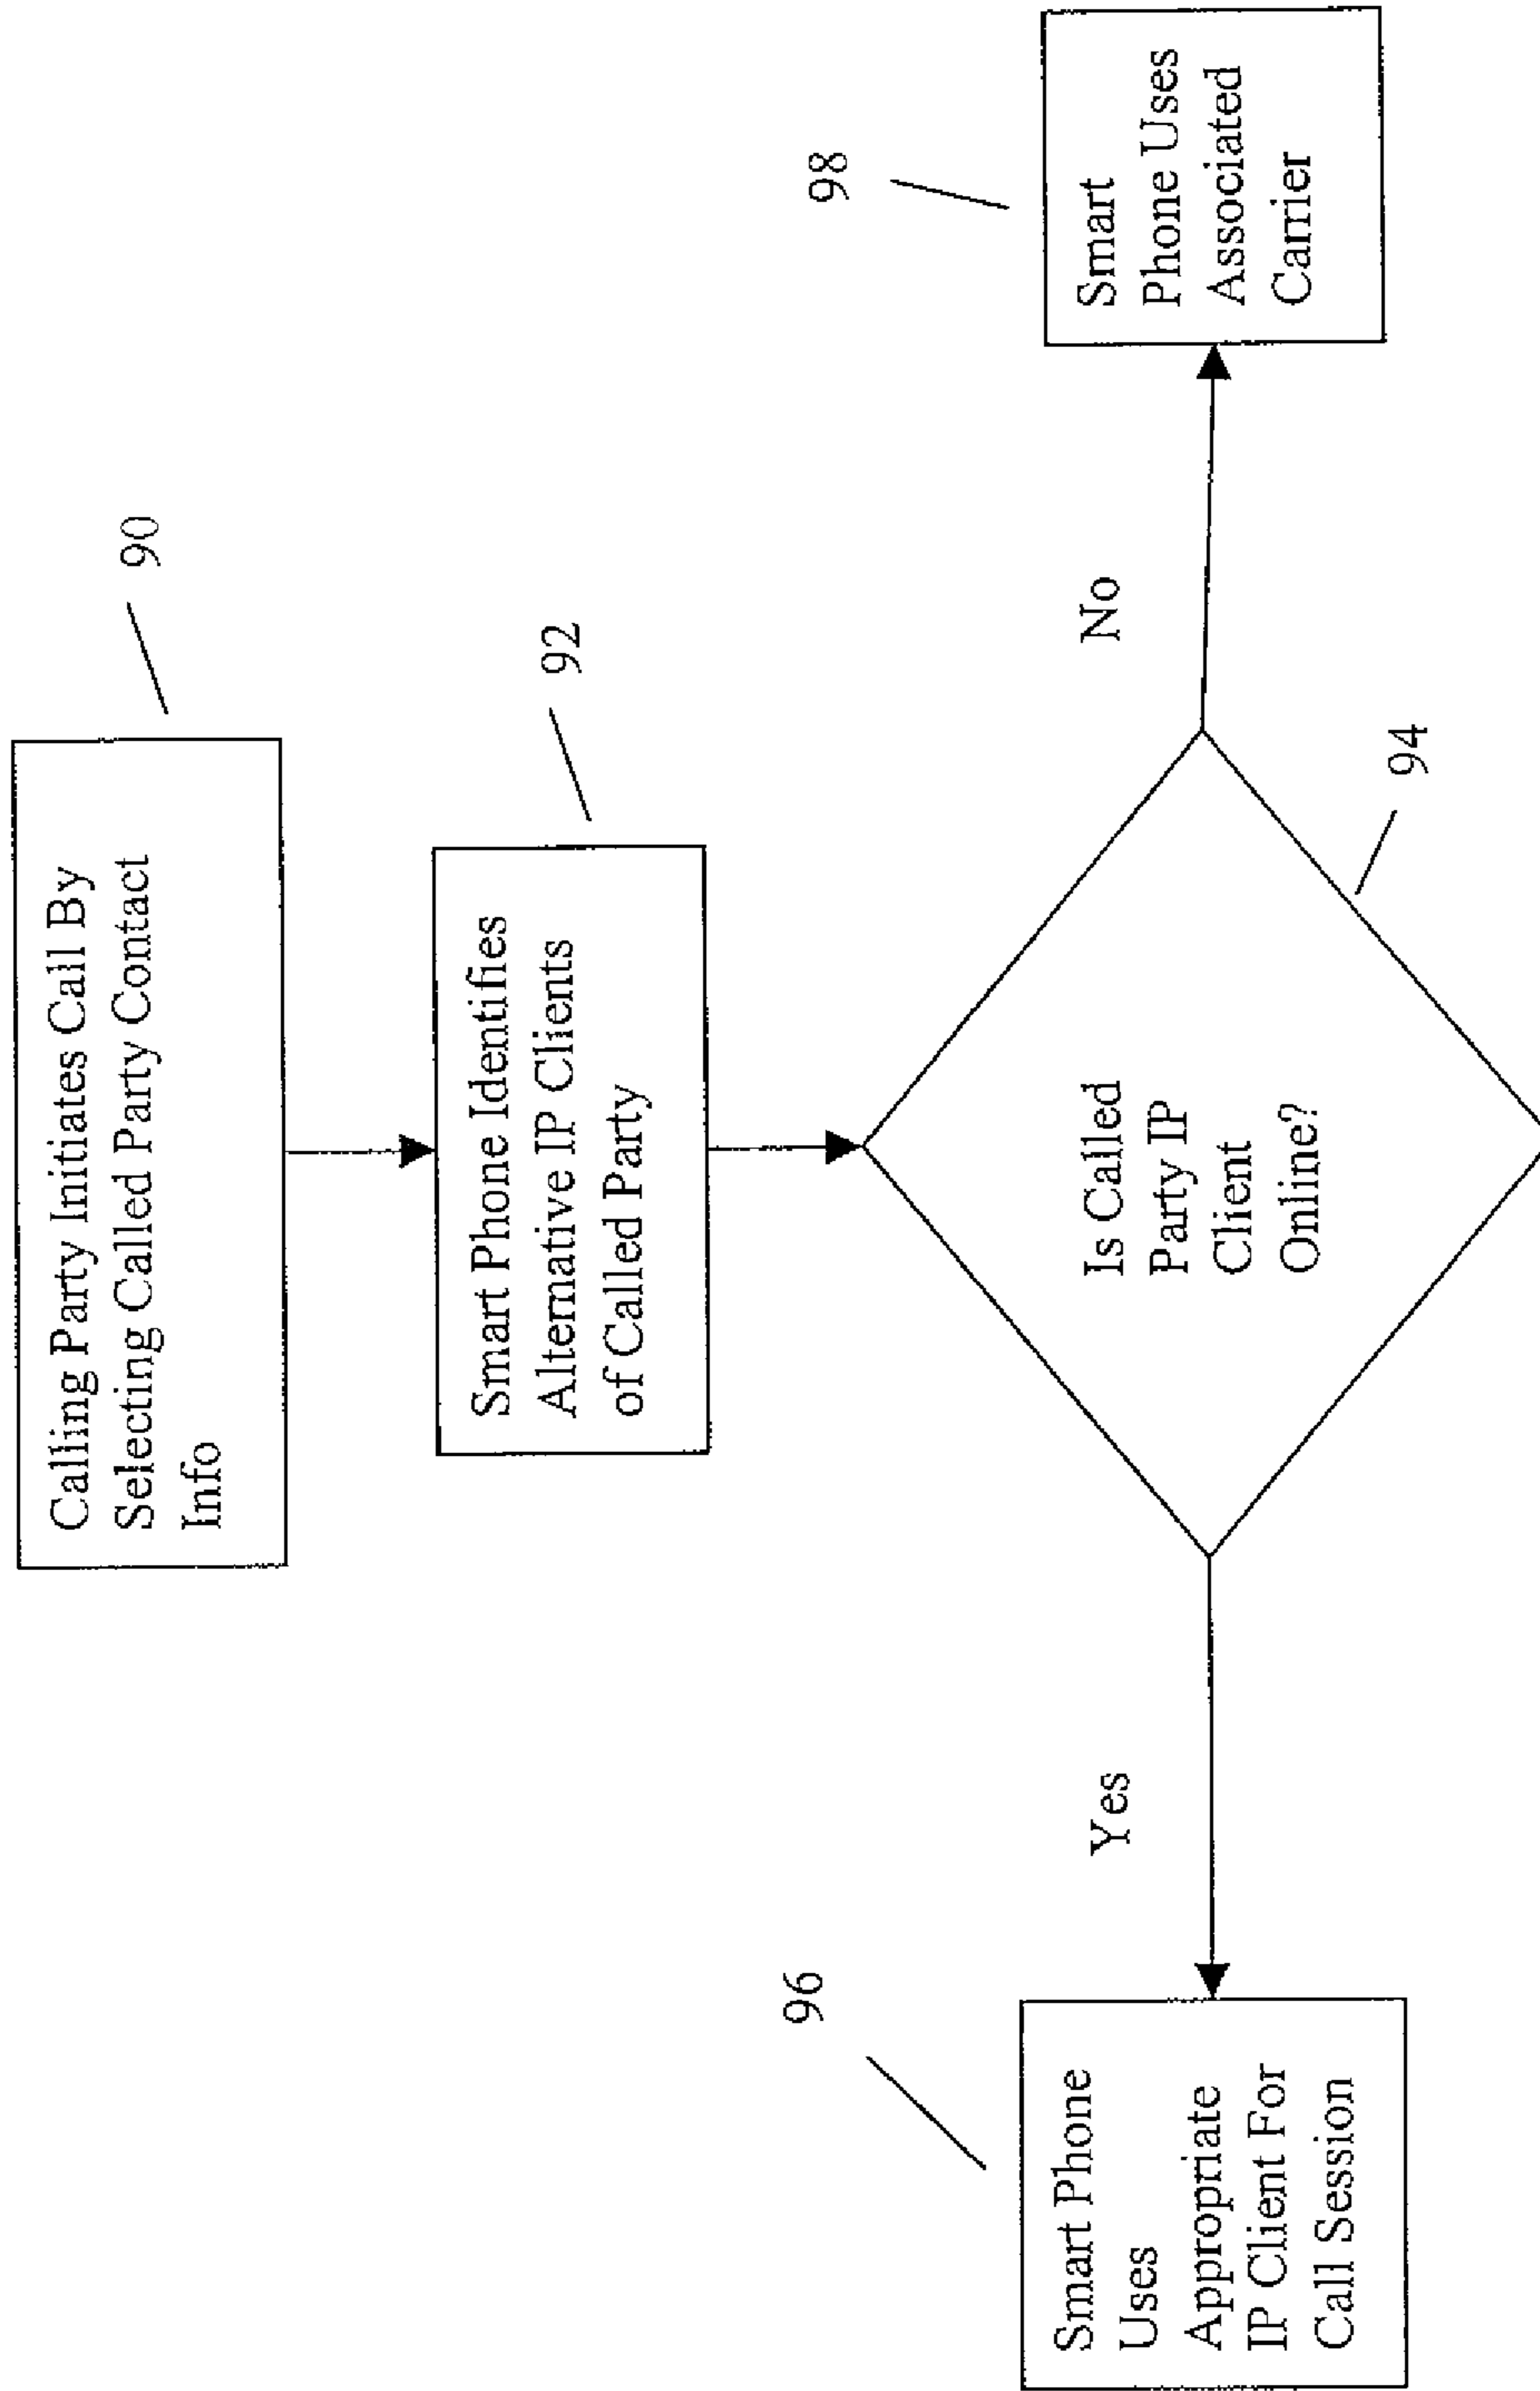 Calling Party Initiates Call By
Selecting Called Party Contact
Info
90
Smart Phone Identifies
Alternative IP Clients
of Called Party
92
Is Called
Party IP
Client
Online?
94
Yes
No
96
Smart Phone
Uses
Appropriate
IP Client For
Call Session
98
Smart
Phone Uses
Associated
Carrier